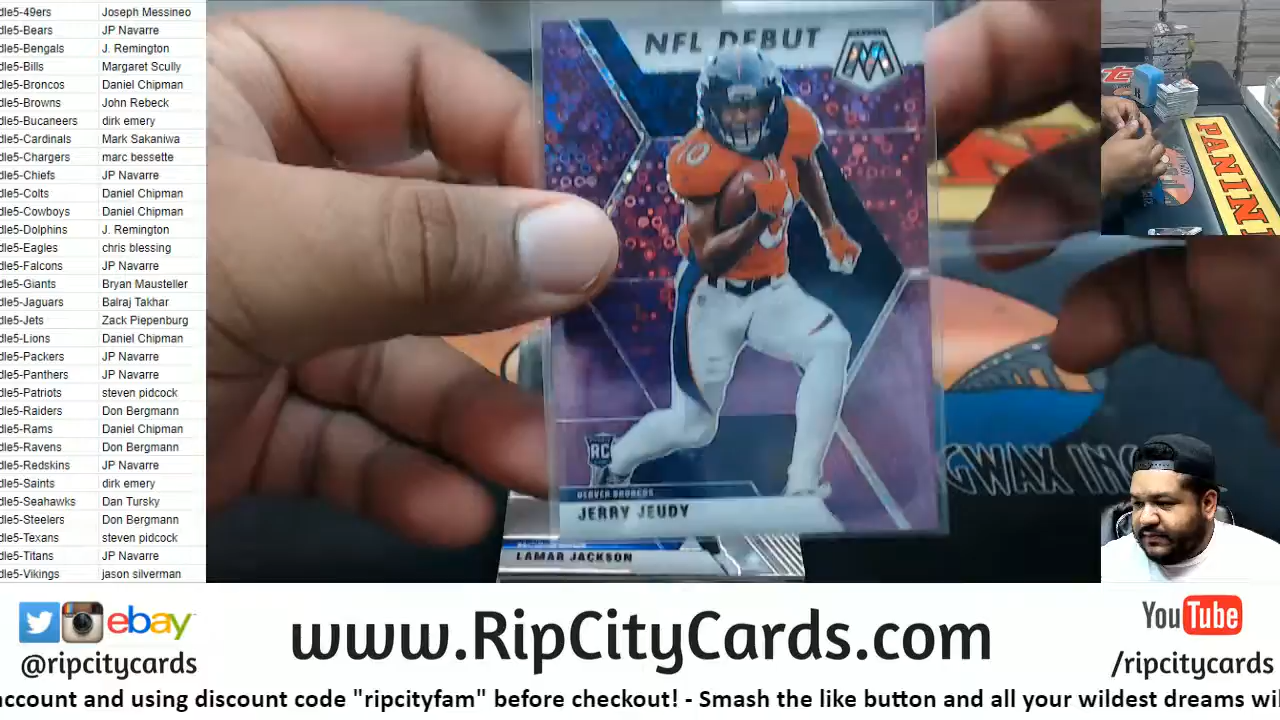 dle5-49ers Joseph Messineo
dle5-Bears JP Navarre
dle5-Bengals J. Remington
dle5-Bills Margaret Scully
dle5-Broncos Daniel Chipman
dle5-Browns John Rebeck
dle5-Bucaneers dirk emery
dle5-Cardinals Mark Sakaniwa
dle5-Chargers marc bessette
dle5-Chiefs JP Navarre
dle5-Colts Daniel Chipman
dle5-Cowboys Daniel Chipman
dle5-Dolphins J. Remington
dle5-Eagles chris blessing
dle5-Falcons JP Navarre
dle5-Giants Bryan Mausteller
dle5-Jaguars Balraj Takhar
dle5-Jets Zack Piepenburg
dle5-Lions Daniel Chipman
dle5-Packers JP Navarre
dle5-Panthers JP Navarre
dle5-Patriots steven pidcock
dle5-Raiders Don Bergmann
dle5-Rams Daniel Chipman
dle5-Ravens Don Bergmann
dle5-Redskins JP Navarre
dle5-Saints dirk emery
dle5-Seahawks Dan Tursky
dle5-Steelers Don Bergmann
dle5-Texans steven pidcock
dle5-Titans JP Navarre
dle5-Vikings jason silverman
NFL DEBUT
M
10
RC
DENVER BRONCOS
JERRY JEUDY
LAMAR JACKSON
GWAX INC
PANINI
ebay
@ripcitycards
www.RipCityCards.com
YouTube
/ripcitycards
account and using discount code "ripcityfam" before checkout! - Smash the like button and all your wildest dreams wil